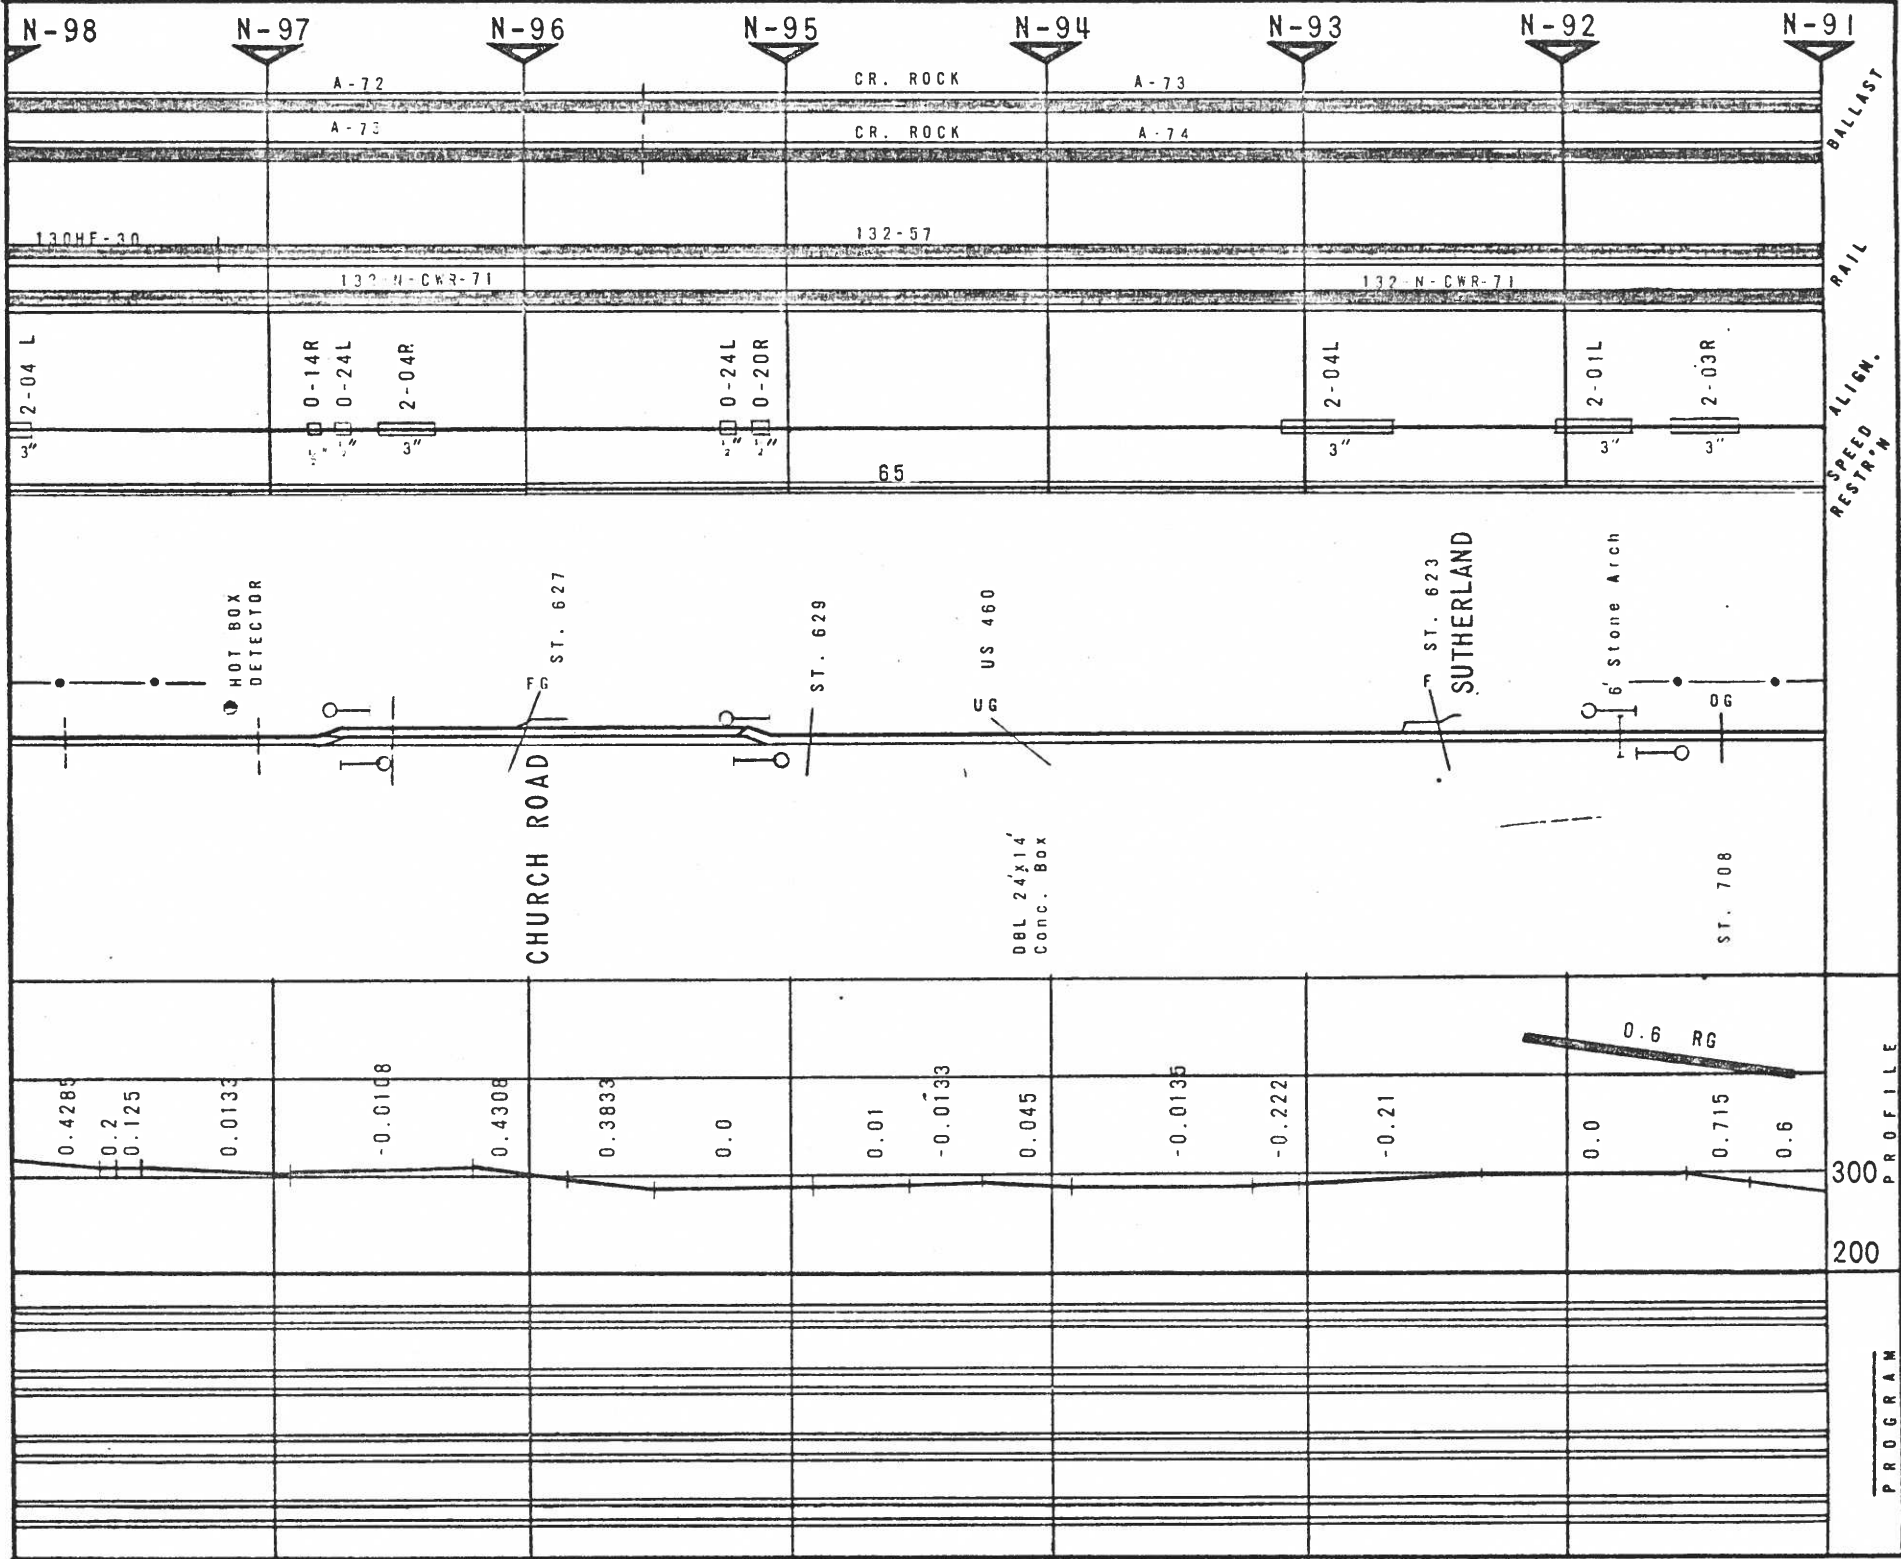 N-98 N-97 N-96 N-95 N-94 N-93 N-92 N-91
A-72 CR. ROCK A-73
CR. ROCK A-74
BALLAST
130HF-30 132-57
132-N-CWR-71 132-N-CWR-71
RAIL
2-04 L 0-14R 0-24L 2-04R 0-24L 0-20R 2-04L 2-01L 2-03R
ALIGN.
3" 3" 3" 3" 3"
65
SPEED
RESTR'N
HOT BOX
DETECTOR
ST. 627
ST. 629
US 460
ST. 623
SUTHERLAND
6' Stone Arch
FG UG F OG
CHURCH ROAD
DBL 24'x14'
Conc. Box
ST. 708
0.6 RG
0.4285 0.2 0.125 0.0133 -0.0108 0.4308 0.3833 0.0 0.01 -0.0133 0.045 -0.0135 -0.222 -0.21 0.0 0.715 0.6
PROFILE
300
200
PROGRAM